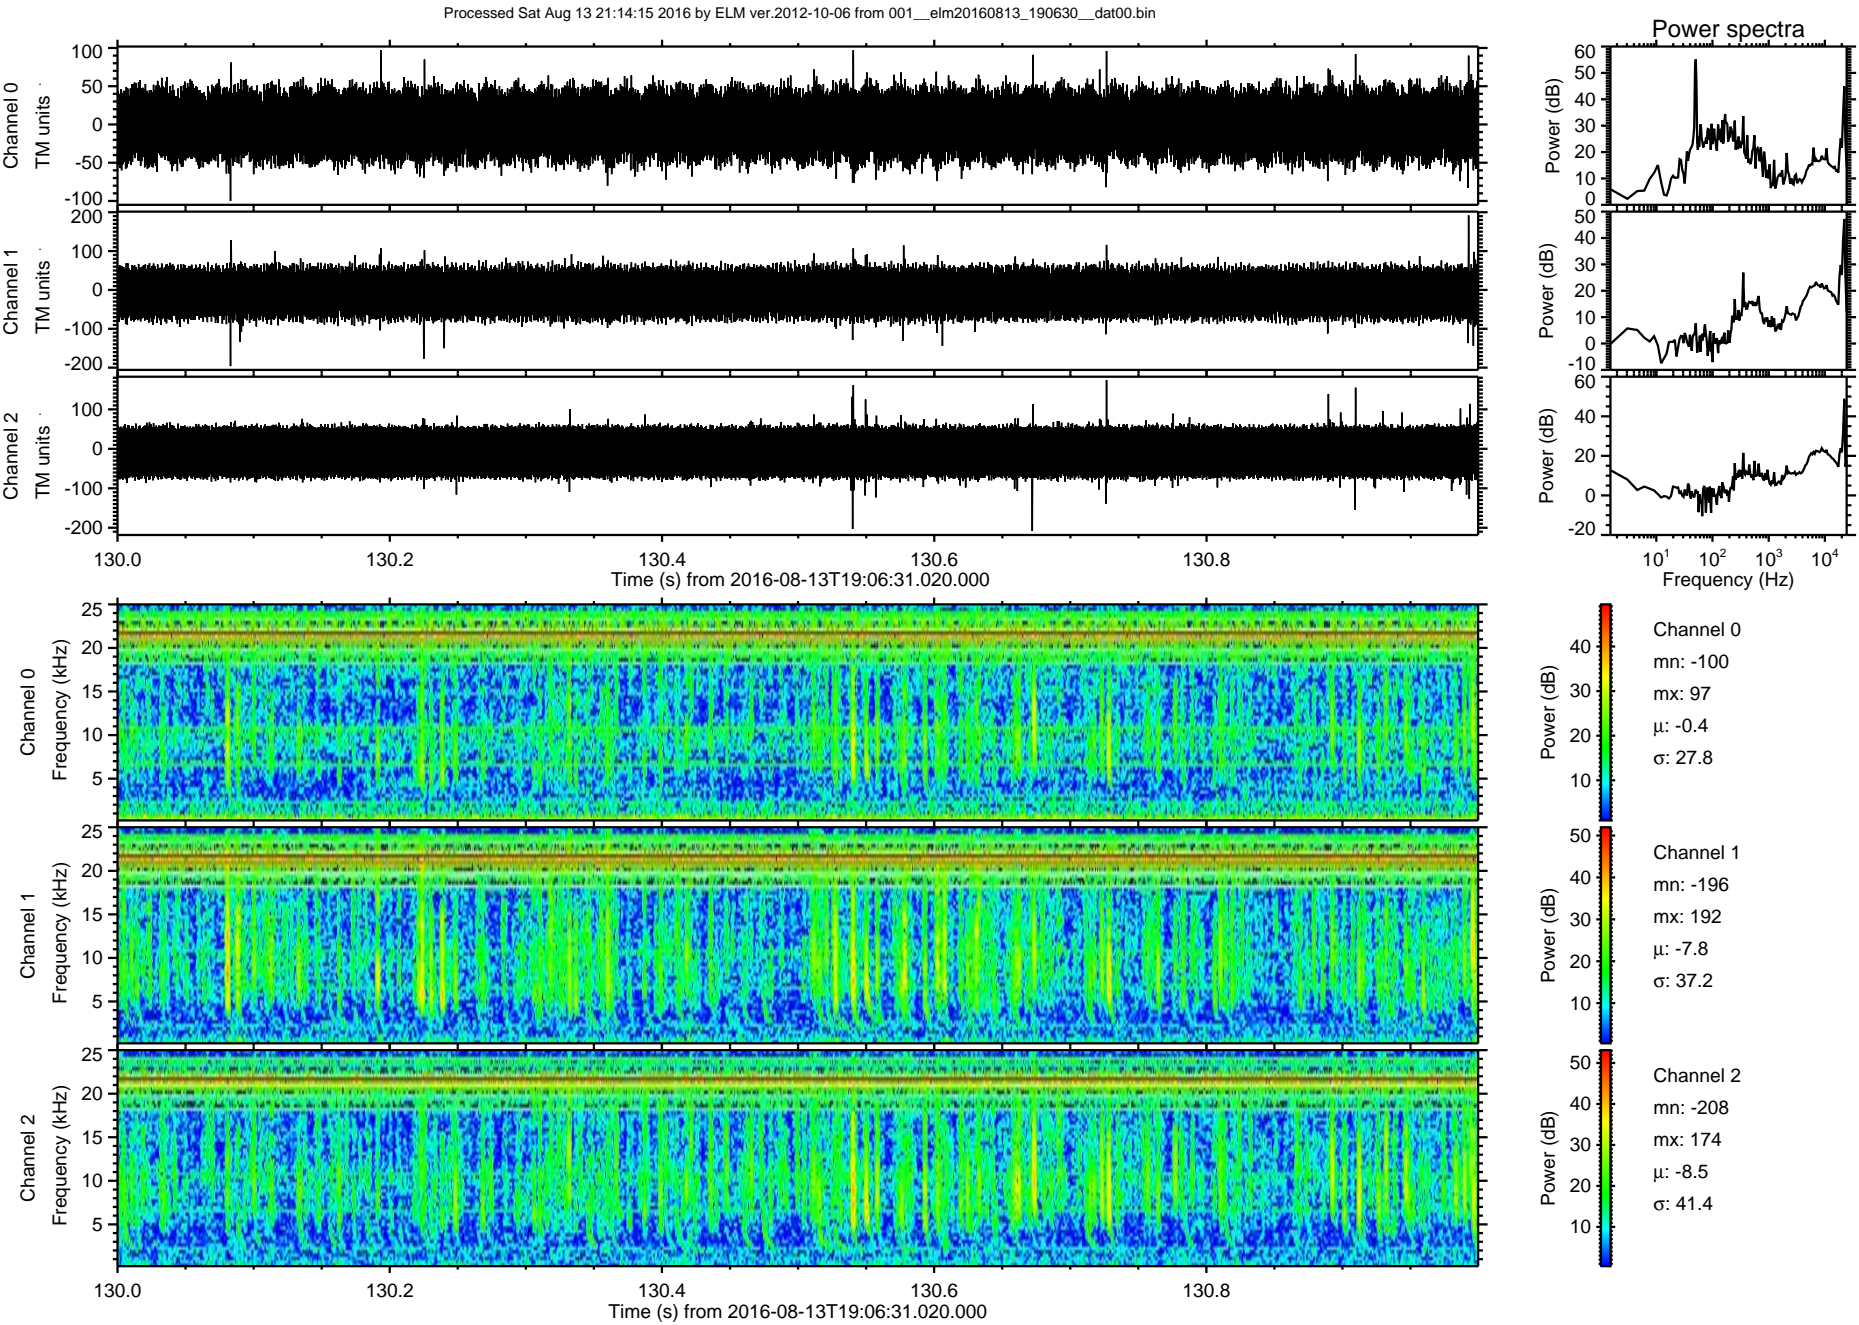 Processed Sat Aug 13 21:14:15 2016 by ELM ver.2012-10-06 from 001__elm20160813_190630__dat00.bin
Power spectra
Channel 0
TM units
100
50
0
-50
-100
Power (dB)
60
50
40
30
20
10
0
Channel 1
TM units
200
100
0
-100
-200
Power (dB)
50
40
30
20
10
0
-10
Channel 2
TM units
100
0
-100
-200
Power (dB)
60
40
20
0
-20
130.0 130.2 130.4 130.6 130.8
Time (s) from 2016-08-13T19:06:31.020.000
10¹ 10² 10³ 10⁴
Frequency (Hz)
Channel 0
Frequency (kHz)
25
20
15
10
5
Power (dB)
40
30
20
10
Channel 0
mn: -100
mx: 97
μ: -0.4
σ: 27.8
Channel 1
Frequency (kHz)
25
20
15
10
5
Power (dB)
50
40
30
20
10
Channel 1
mn: -196
mx: 192
μ: -7.8
σ: 37.2
Channel 2
Frequency (kHz)
25
20
15
10
5
Power (dB)
50
40
30
20
10
Channel 2
mn: -208
mx: 174
μ: -8.5
σ: 41.4
130.0 130.2 130.4 130.6 130.8
Time (s) from 2016-08-13T19:06:31.020.000